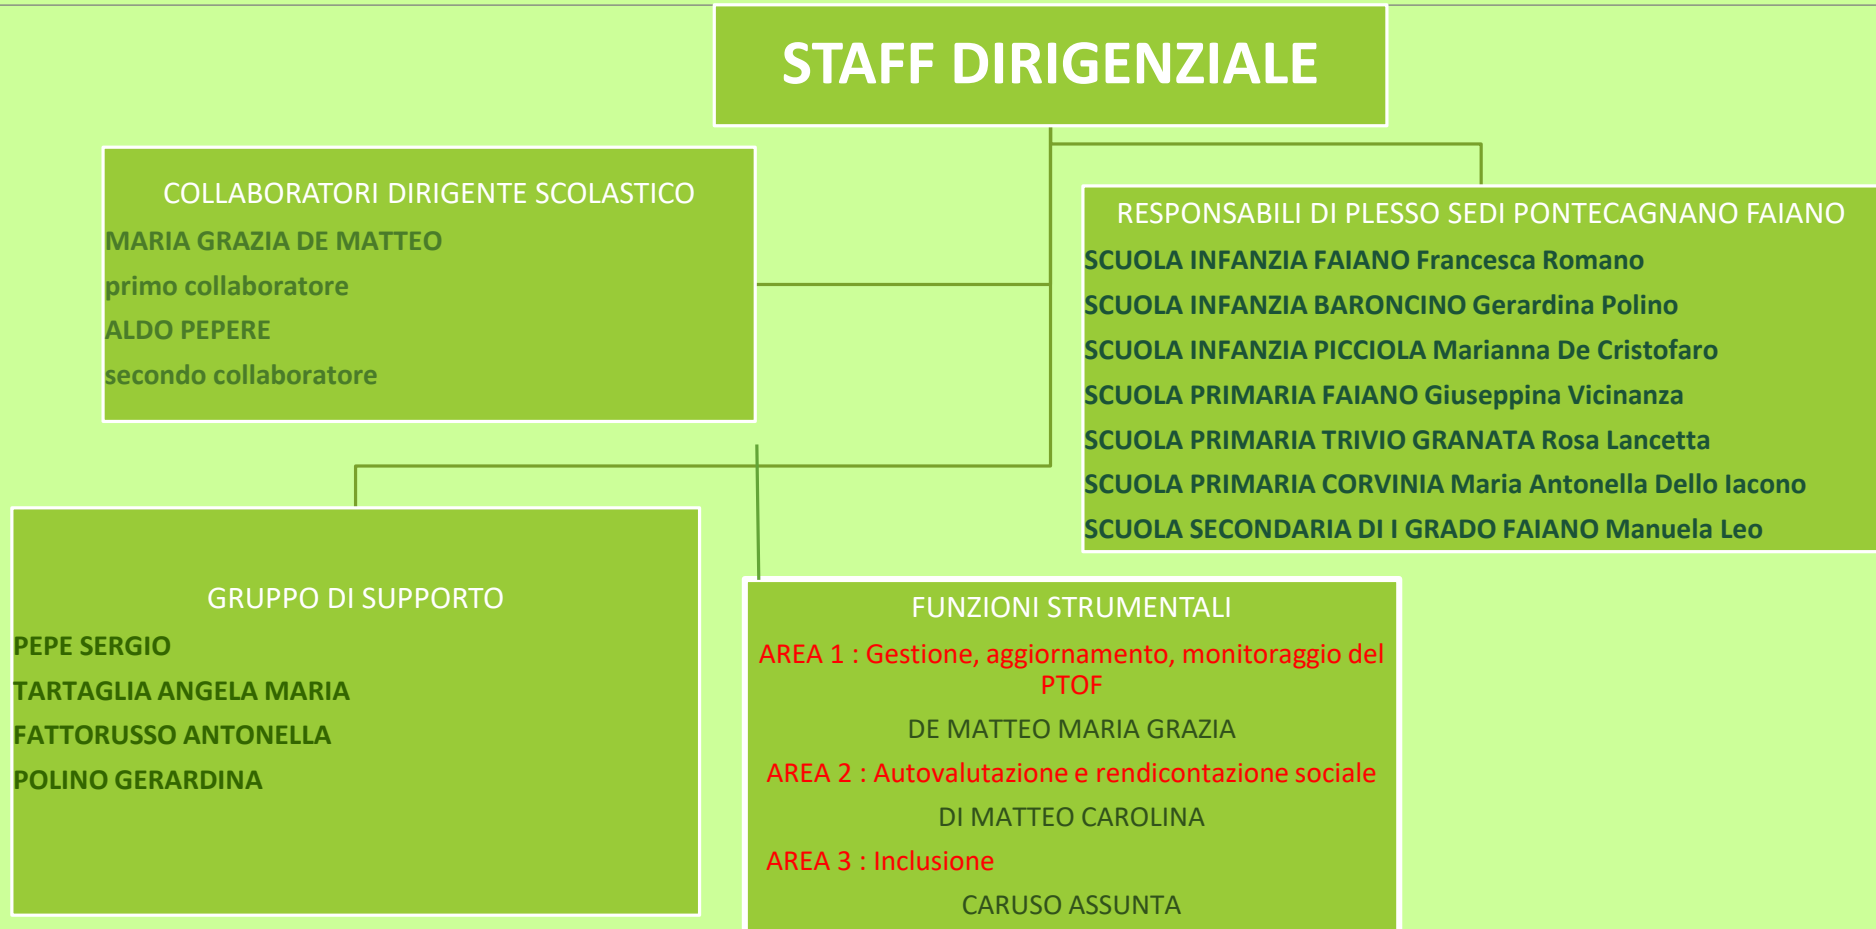 STAFF DIRIGENZIALE
COLLABORATORI DIRIGENTE SCOLASTICO
MARIA GRAZIA DE MATTEO
primo collaboratore
ALDO PEPERE
secondo collaboratore
RESPONSABILI DI PLESSO SEDI PONTECAGNANO FAIANO
SCUOLA INFANZIA FAIANO Francesca Romano
SCUOLA INFANZIA BARONCINO Gerardina Polino
SCUOLA INFANZIA PICCIOLA Marianna De Cristofaro
SCUOLA PRIMARIA FAIANO Giuseppina Vicinanza
SCUOLA PRIMARIA TRIVIO GRANATA Rosa Lancetta
SCUOLA PRIMARIA CORVINIA Maria Antonella Dello Iacono
SCUOLA SECONDARIA DI I GRADO FAIANO Manuela Leo
GRUPPO DI SUPPORTO
PEPE SERGIO
TARTAGLIA ANGELA MARIA
FATTORUSSO ANTONELLA
POLINO GERARDINA
FUNZIONI STRUMENTALI
AREA 1 : Gestione, aggiornamento, monitoraggio del
PTOF
DE MATTEO MARIA GRAZIA
AREA 2 : Autovalutazione e rendicontazione sociale
DI MATTEO CAROLINA
AREA 3 : Inclusione
CARUSO ASSUNTA